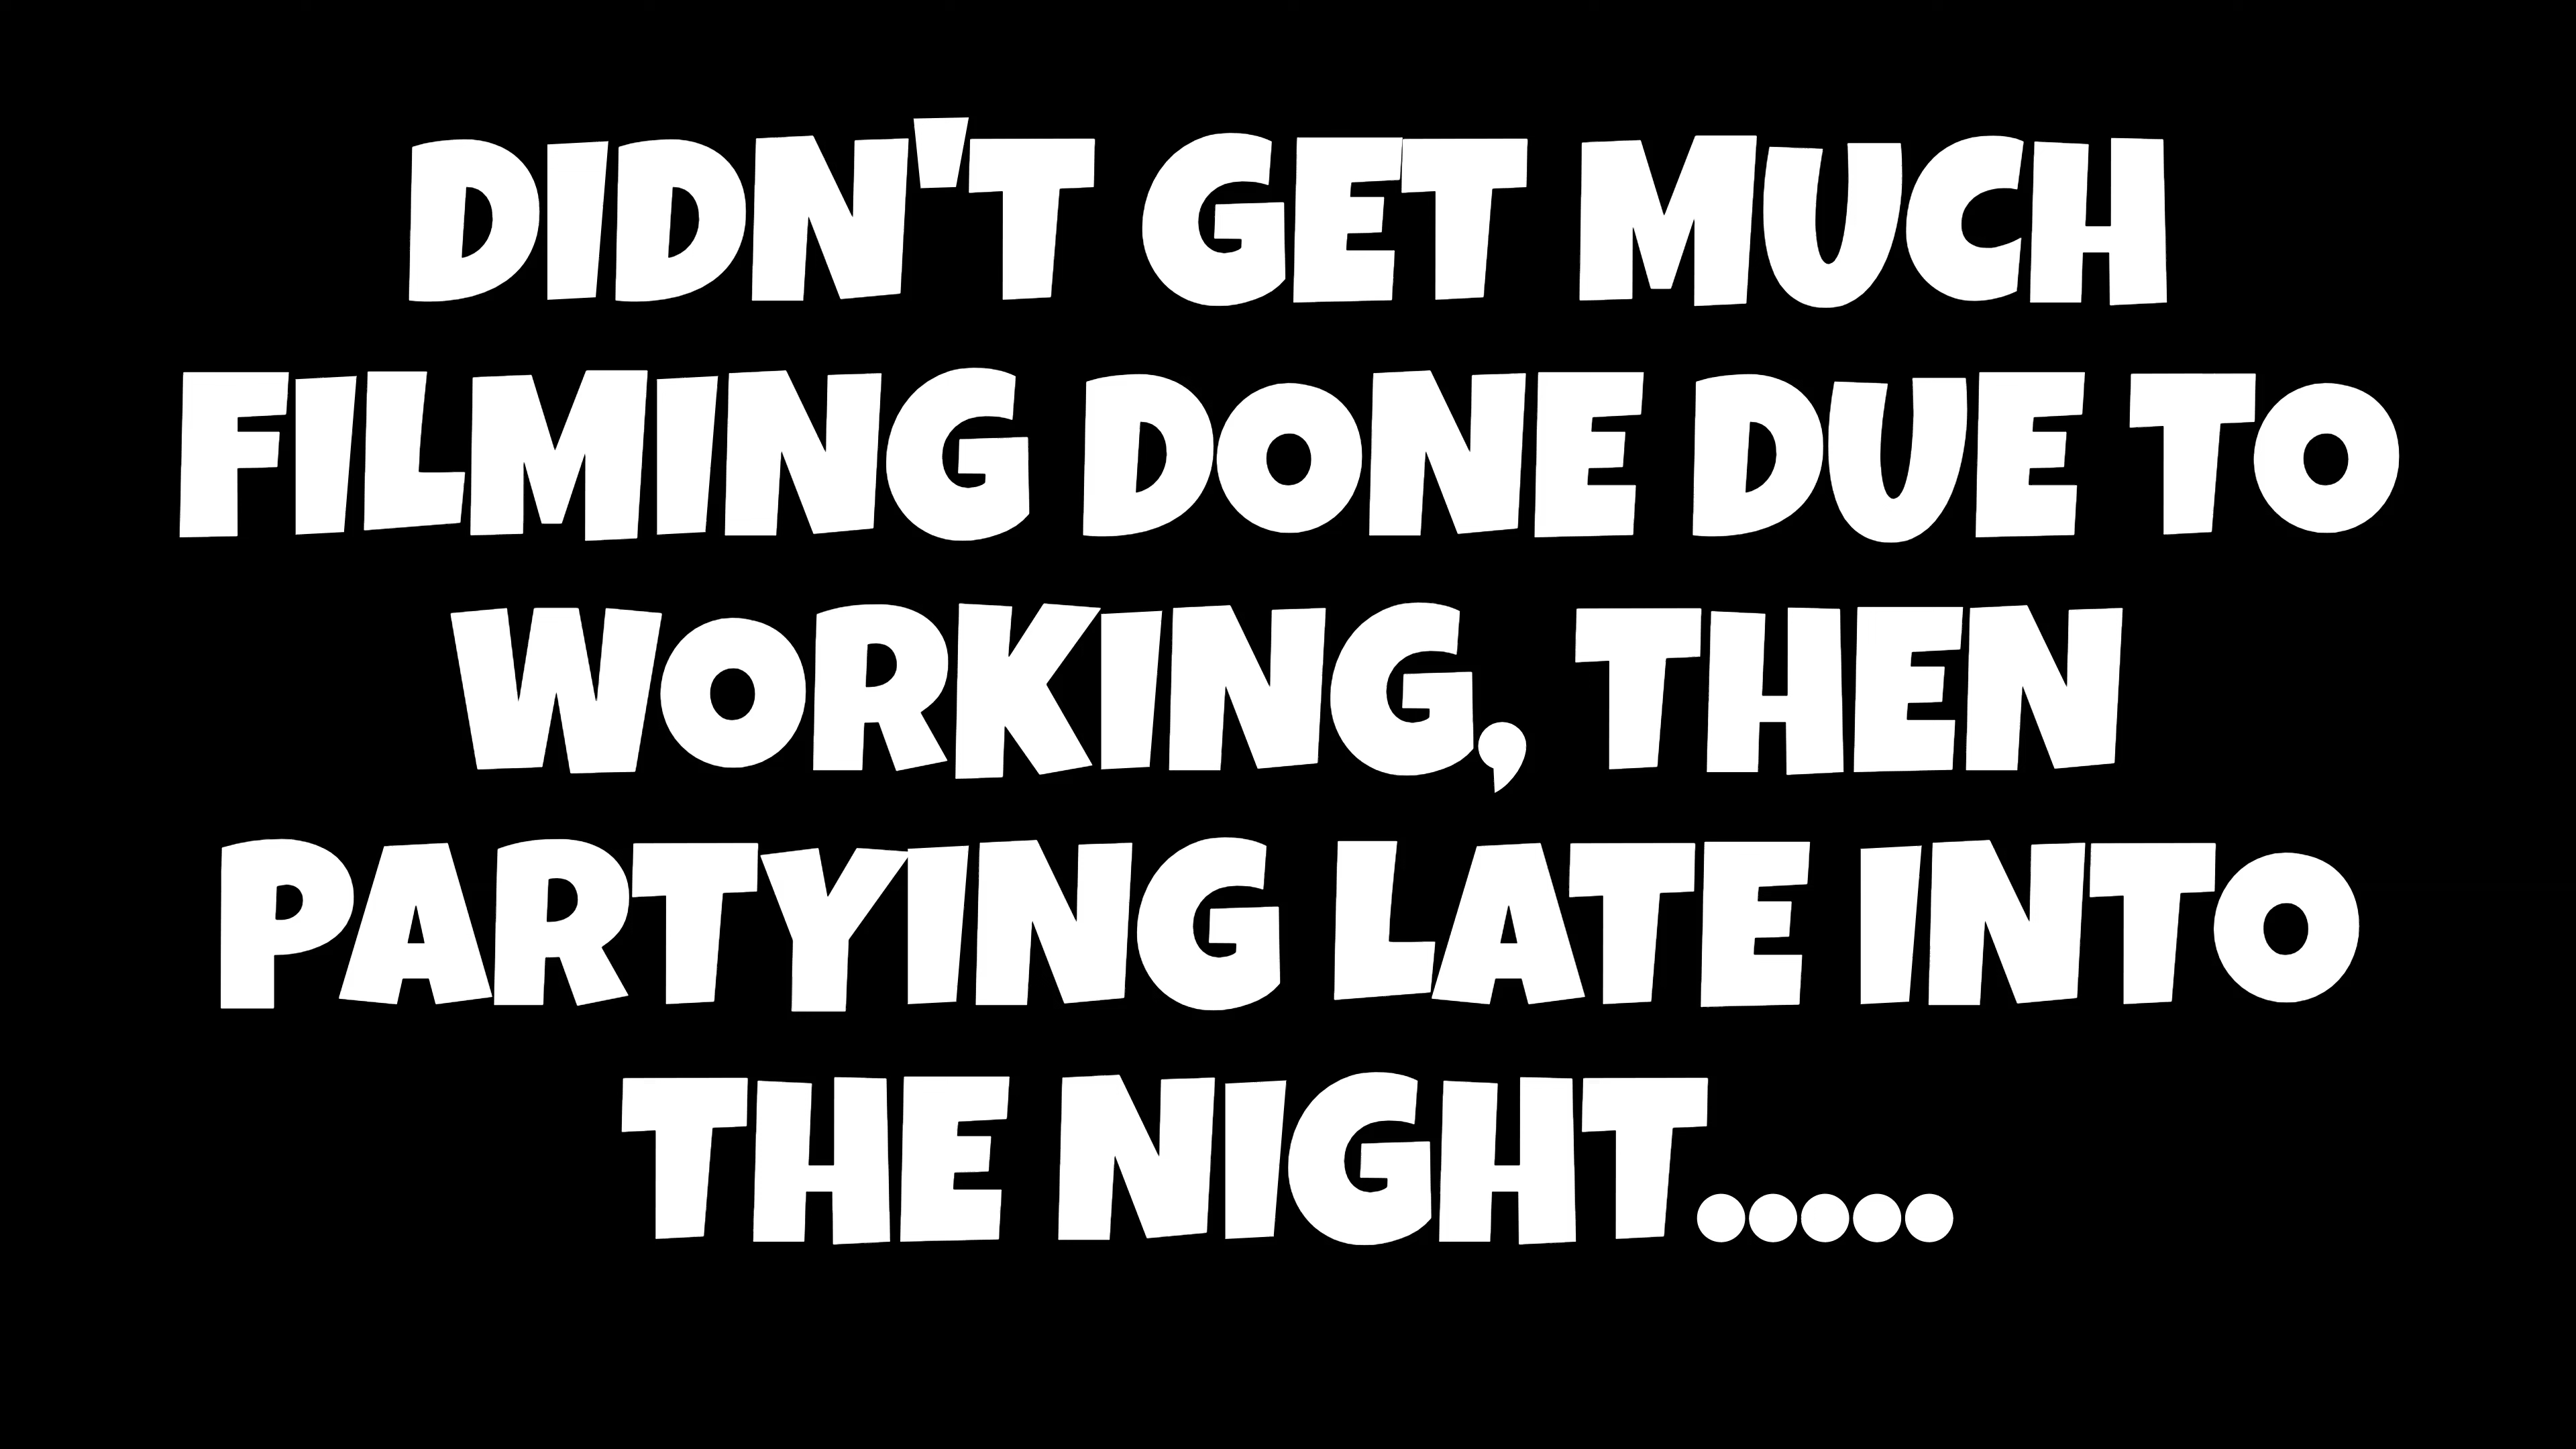 DIDN'T GET MUCH
FILMING DONE DUE TO
WORKING, THEN
PARTYING LATE INTO
THE NIGHT.....